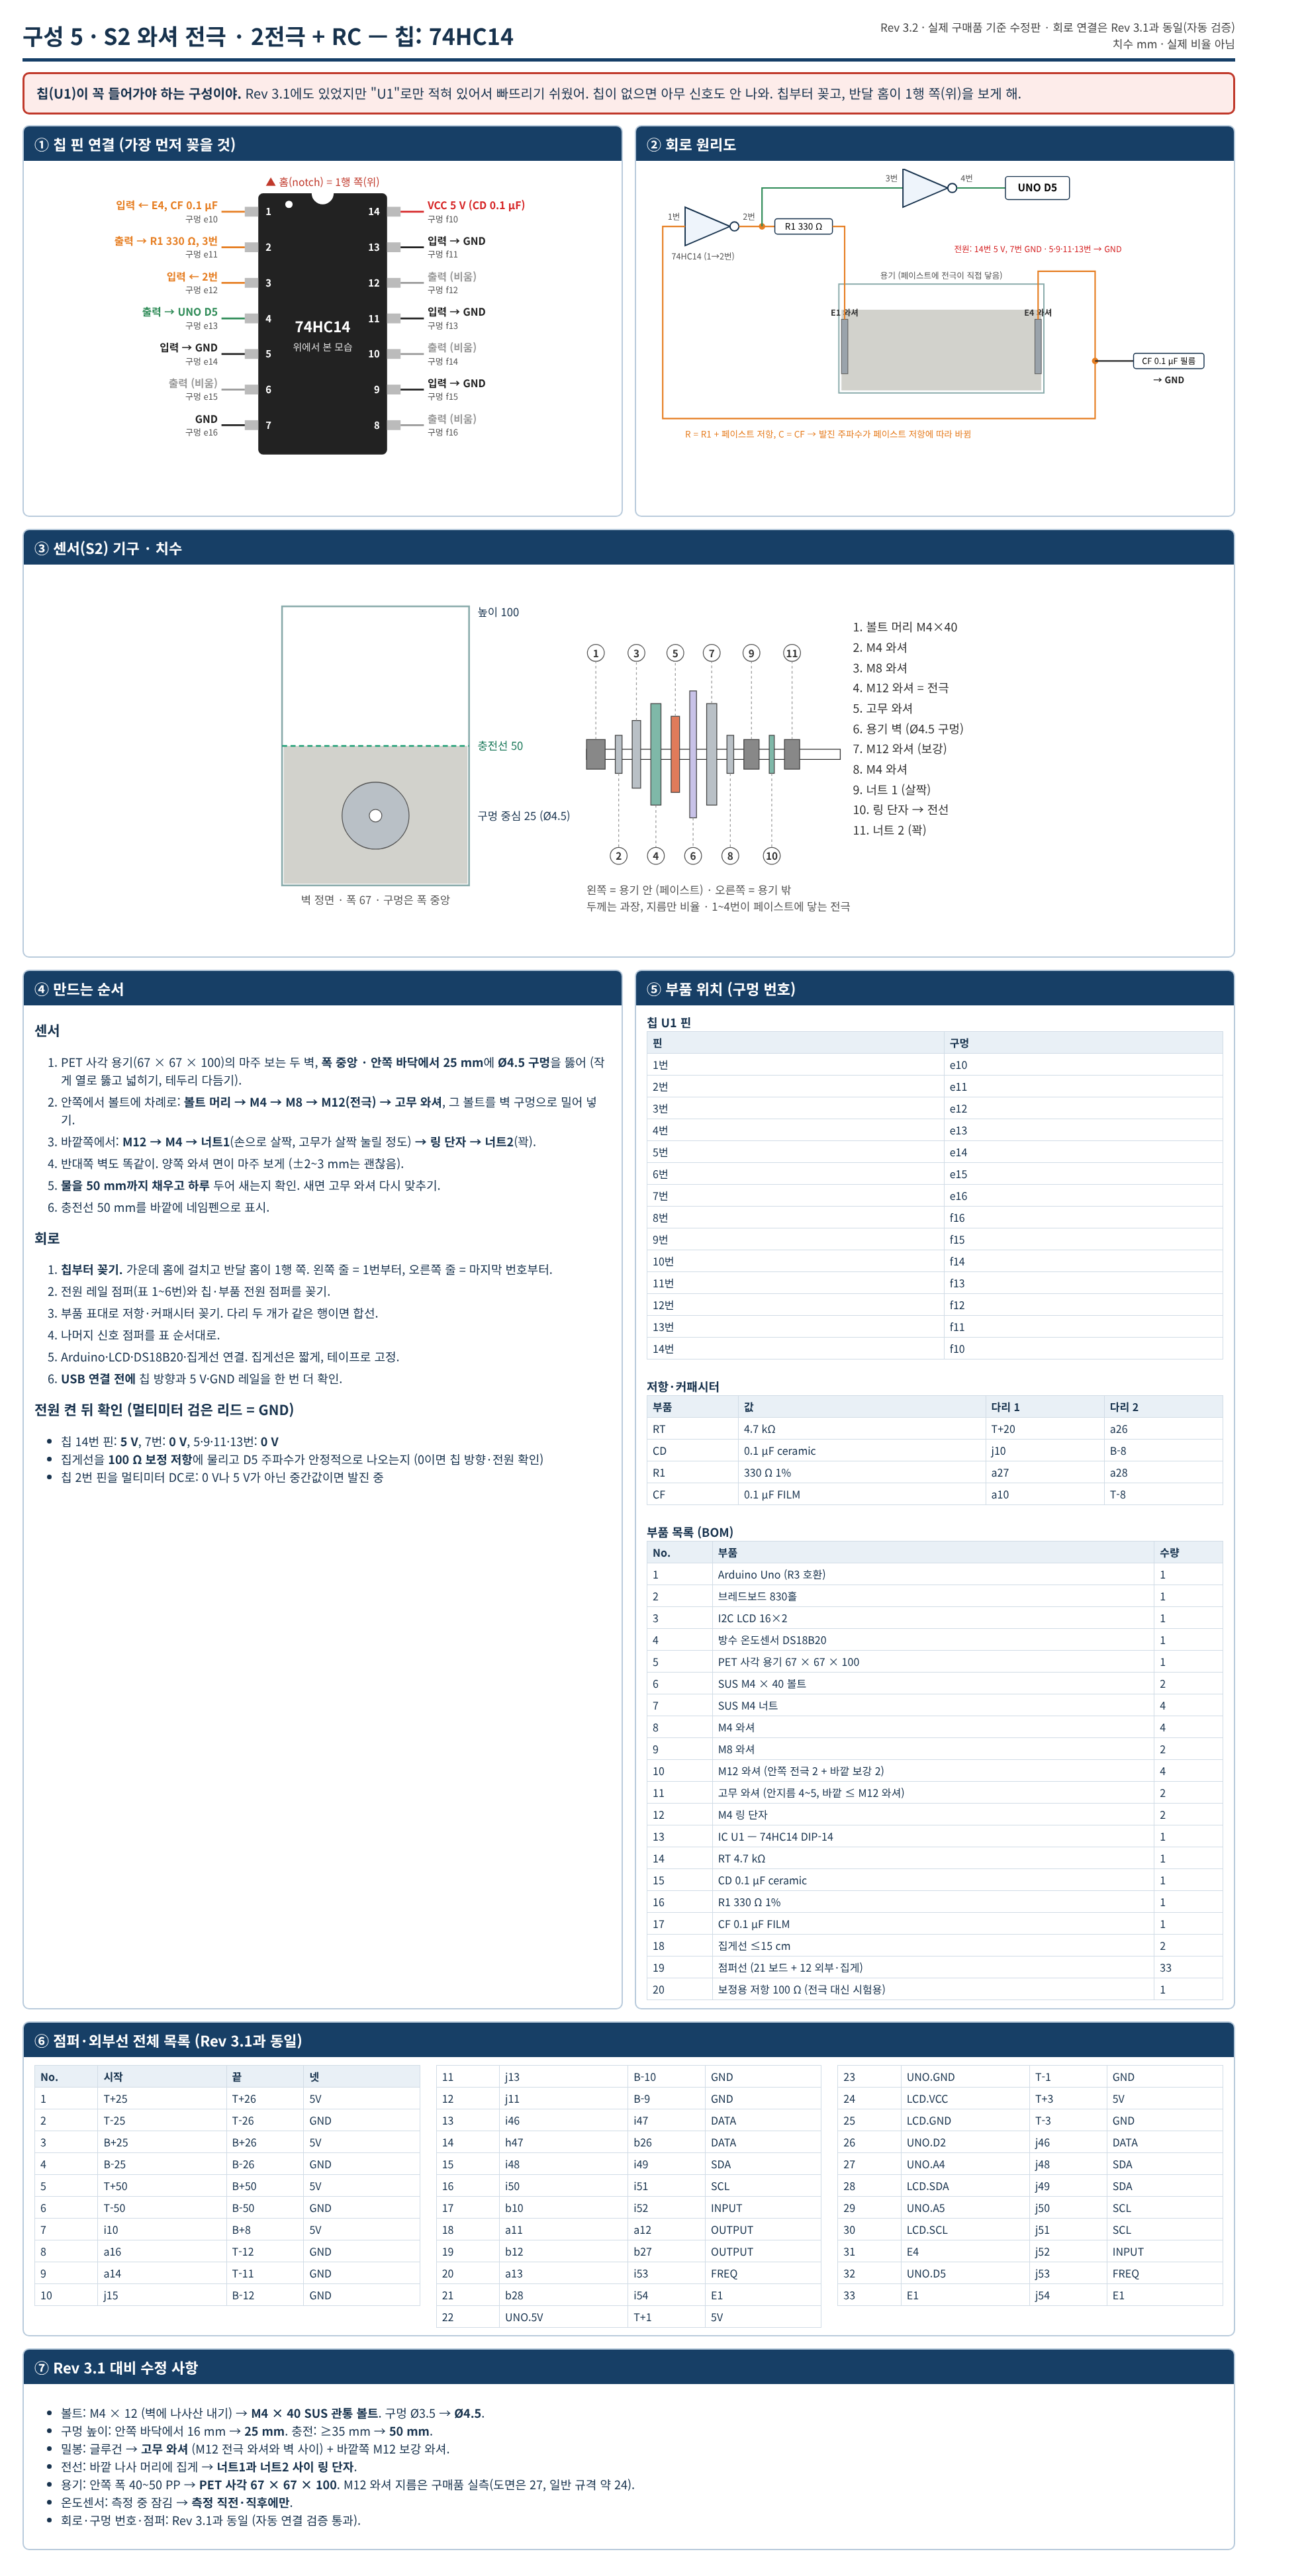 구성 5 · S2 와셔 전극 · 2전극 + RC — 칩: 74HC14
Rev 3.2 · 실제 구매품 기준 수정판 · 회로 연결은 Rev 3.1과 동일(자동 검증)
치수 mm · 실제 비율 아님
칩(U1)이 꼭 들어가야 하는 구성이야. Rev 3.1에도 있었지만 "U1"로만 적혀 있어서 빠뜨리기 쉬웠어. 칩이 없으면 아무 신호도 안 나와. 칩부터 꽂고, 반달 홈이 1행 쪽(위)을 보게 해.
① 칩 핀 연결 (가장 먼저 꽂을 것)
▲ 홈(notch) = 1행 쪽(위)
입력 ← E4, CF 0.1 µF
구멍 e10
1
14
VCC 5 V (CD 0.1 µF)
구멍 f10
출력 → R1 330 Ω, 3번
구멍 e11
2
13
입력 → GND
구멍 f11
입력 ← 2번
구멍 e12
3
12
출력 (비움)
구멍 f12
출력 → UNO D5
구멍 e13
4
11
입력 → GND
구멍 f13
74HC14
위에서 본 모습
입력 → GND
구멍 e14
5
10
출력 (비움)
구멍 f14
출력 (비움)
구멍 e15
6
9
입력 → GND
구멍 f15
GND
구멍 e16
7
8
출력 (비움)
구멍 f16
② 회로 원리도
3번
4번
UNO D5
1번
2번
R1 330 Ω
74HC14 (1→2번)
전원: 14번 5 V, 7번 GND · 5·9·11·13번 → GND
용기 (페이스트에 전극이 직접 닿음)
E1 와셔
E4 와셔
CF 0.1 µF 필름
→ GND
R = R1 + 페이스트 저항, C = CF → 발진 주파수가 페이스트 저항에 따라 바뀜
③ 센서(S2) 기구 · 치수
높이 100
충전선 50
구멍 중심 25 (Ø4.5)
벽 정면 · 폭 67 · 구멍은 폭 중앙
1
3
5
7
9
11
2
4
6
8
10
왼쪽 = 용기 안 (페이스트) · 오른쪽 = 용기 밖
두께는 과장, 지름만 비율 · 1~4번이 페이스트에 닿는 전극
1. 볼트 머리 M4×40
2. M4 와셔
3. M8 와셔
4. M12 와셔 = 전극
5. 고무 와셔
6. 용기 벽 (Ø4.5 구멍)
7. M12 와셔 (보강)
8. M4 와셔
9. 너트 1 (살짝)
10. 링 단자 → 전선
11. 너트 2 (꽉)
④ 만드는 순서
센서
1. PET 사각 용기(67 × 67 × 100)의 마주 보는 두 벽, 폭 중앙 · 안쪽 바닥에서 25 mm에 Ø4.5 구멍을 뚫어 (작
게 열로 뚫고 넓히기, 테두리 다듬기).
2. 안쪽에서 볼트에 차례로: 볼트 머리 → M4 → M8 → M12(전극) → 고무 와셔, 그 볼트를 벽 구멍으로 밀어 넣
기.
3. 바깥쪽에서: M12 → M4 → 너트1(손으로 살짝, 고무가 살짝 눌릴 정도) → 링 단자 → 너트2(꽉).
4. 반대쪽 벽도 똑같이. 양쪽 와셔 면이 마주 보게 (±2~3 mm는 괜찮음).
5. 물을 50 mm까지 채우고 하루 두어 새는지 확인. 새면 고무 와셔 다시 맞추기.
6. 충전선 50 mm를 바깥에 네임펜으로 표시.
회로
1. 칩부터 꽂기. 가운데 홈에 걸치고 반달 홈이 1행 쪽. 왼쪽 줄 = 1번부터, 오른쪽 줄 = 마지막 번호부터.
2. 전원 레일 점퍼(표 1~6번)와 칩·부품 전원 점퍼를 꽂기.
3. 부품 표대로 저항·커패시터 꽂기. 다리 두 개가 같은 행이면 합선.
4. 나머지 신호 점퍼를 표 순서대로.
5. Arduino·LCD·DS18B20·집게선 연결. 집게선은 짧게, 테이프로 고정.
6. USB 연결 전에 칩 방향과 5 V·GND 레일을 한 번 더 확인.
전원 켠 뒤 확인 (멀티미터 검은 리드 = GND)
• 칩 14번 핀: 5 V, 7번: 0 V, 5·9·11·13번: 0 V
• 집게선을 100 Ω 보정 저항에 물리고 D5 주파수가 안정적으로 나오는지 (0이면 칩 방향·전원 확인)
• 칩 2번 핀을 멀티미터 DC로: 0 V나 5 V가 아닌 중간값이면 발진 중
⑤ 부품 위치 (구멍 번호)
칩 U1 핀
핀 구멍
1번 e10
2번 e11
3번 e12
4번 e13
5번 e14
6번 e15
7번 e16
8번 f16
9번 f15
10번 f14
11번 f13
12번 f12
13번 f11
14번 f10
저항·커패시터
부품 값 다리 1 다리 2
RT 4.7 kΩ T+20 a26
CD 0.1 µF ceramic j10 B-8
R1 330 Ω 1% a27 a28
CF 0.1 µF FILM a10 T-8
부품 목록 (BOM)
No. 부품 수량
1 Arduino Uno (R3 호환) 1
2 브레드보드 830홀 1
3 I2C LCD 16×2 1
4 방수 온도센서 DS18B20 1
5 PET 사각 용기 67 × 67 × 100 1
6 SUS M4 × 40 볼트 2
7 SUS M4 너트 4
8 M4 와셔 4
9 M8 와셔 2
10 M12 와셔 (안쪽 전극 2 + 바깥 보강 2) 4
11 고무 와셔 (안지름 4~5, 바깥 ≤ M12 와셔) 2
12 M4 링 단자 2
13 IC U1 — 74HC14 DIP-14 1
14 RT 4.7 kΩ 1
15 CD 0.1 µF ceramic 1
16 R1 330 Ω 1% 1
17 CF 0.1 µF FILM 1
18 집게선 ≤15 cm 2
19 점퍼선 (21 보드 + 12 외부·집게) 33
20 보정용 저항 100 Ω (전극 대신 시험용) 1
⑥ 점퍼·외부선 전체 목록 (Rev 3.1과 동일)
No. 시작 끝 넷
1 T+25 T+26 5V
2 T-25 T-26 GND
3 B+25 B+26 5V
4 B-25 B-26 GND
5 T+50 B+50 5V
6 T-50 B-50 GND
7 i10 B+8 5V
8 a16 T-12 GND
9 a14 T-11 GND
10 j15 B-12 GND
11 j13 B-10 GND
12 j11 B-9 GND
13 i46 i47 DATA
14 h47 b26 DATA
15 i48 i49 SDA
16 i50 i51 SCL
17 b10 i52 INPUT
18 a11 a12 OUTPUT
19 b12 b27 OUTPUT
20 a13 i53 FREQ
21 b28 i54 E1
22 UNO.5V T+1 5V
23 UNO.GND T-1 GND
24 LCD.VCC T+3 5V
25 LCD.GND T-3 GND
26 UNO.D2 j46 DATA
27 UNO.A4 j48 SDA
28 LCD.SDA j49 SDA
29 UNO.A5 j50 SCL
30 LCD.SCL j51 SCL
31 E4 j52 INPUT
32 UNO.D5 j53 FREQ
33 E1 j54 E1
⑦ Rev 3.1 대비 수정 사항
• 볼트: M4 × 12 (벽에 나사산 내기) → M4 × 40 SUS 관통 볼트. 구멍 Ø3.5 → Ø4.5.
• 구멍 높이: 안쪽 바닥에서 16 mm → 25 mm. 충전: ≥35 mm → 50 mm.
• 밀봉: 글루건 → 고무 와셔 (M12 전극 와셔와 벽 사이) + 바깥쪽 M12 보강 와셔.
• 전선: 바깥 나사 머리에 집게 → 너트1과 너트2 사이 링 단자.
• 용기: 안쪽 폭 40~50 PP → PET 사각 67 × 67 × 100. M12 와셔 지름은 구매품 실측(도면은 27, 일반 규격 약 24).
• 온도센서: 측정 중 잠김 → 측정 직전·직후에만.
• 회로·구멍 번호·점퍼: Rev 3.1과 동일 (자동 연결 검증 통과).